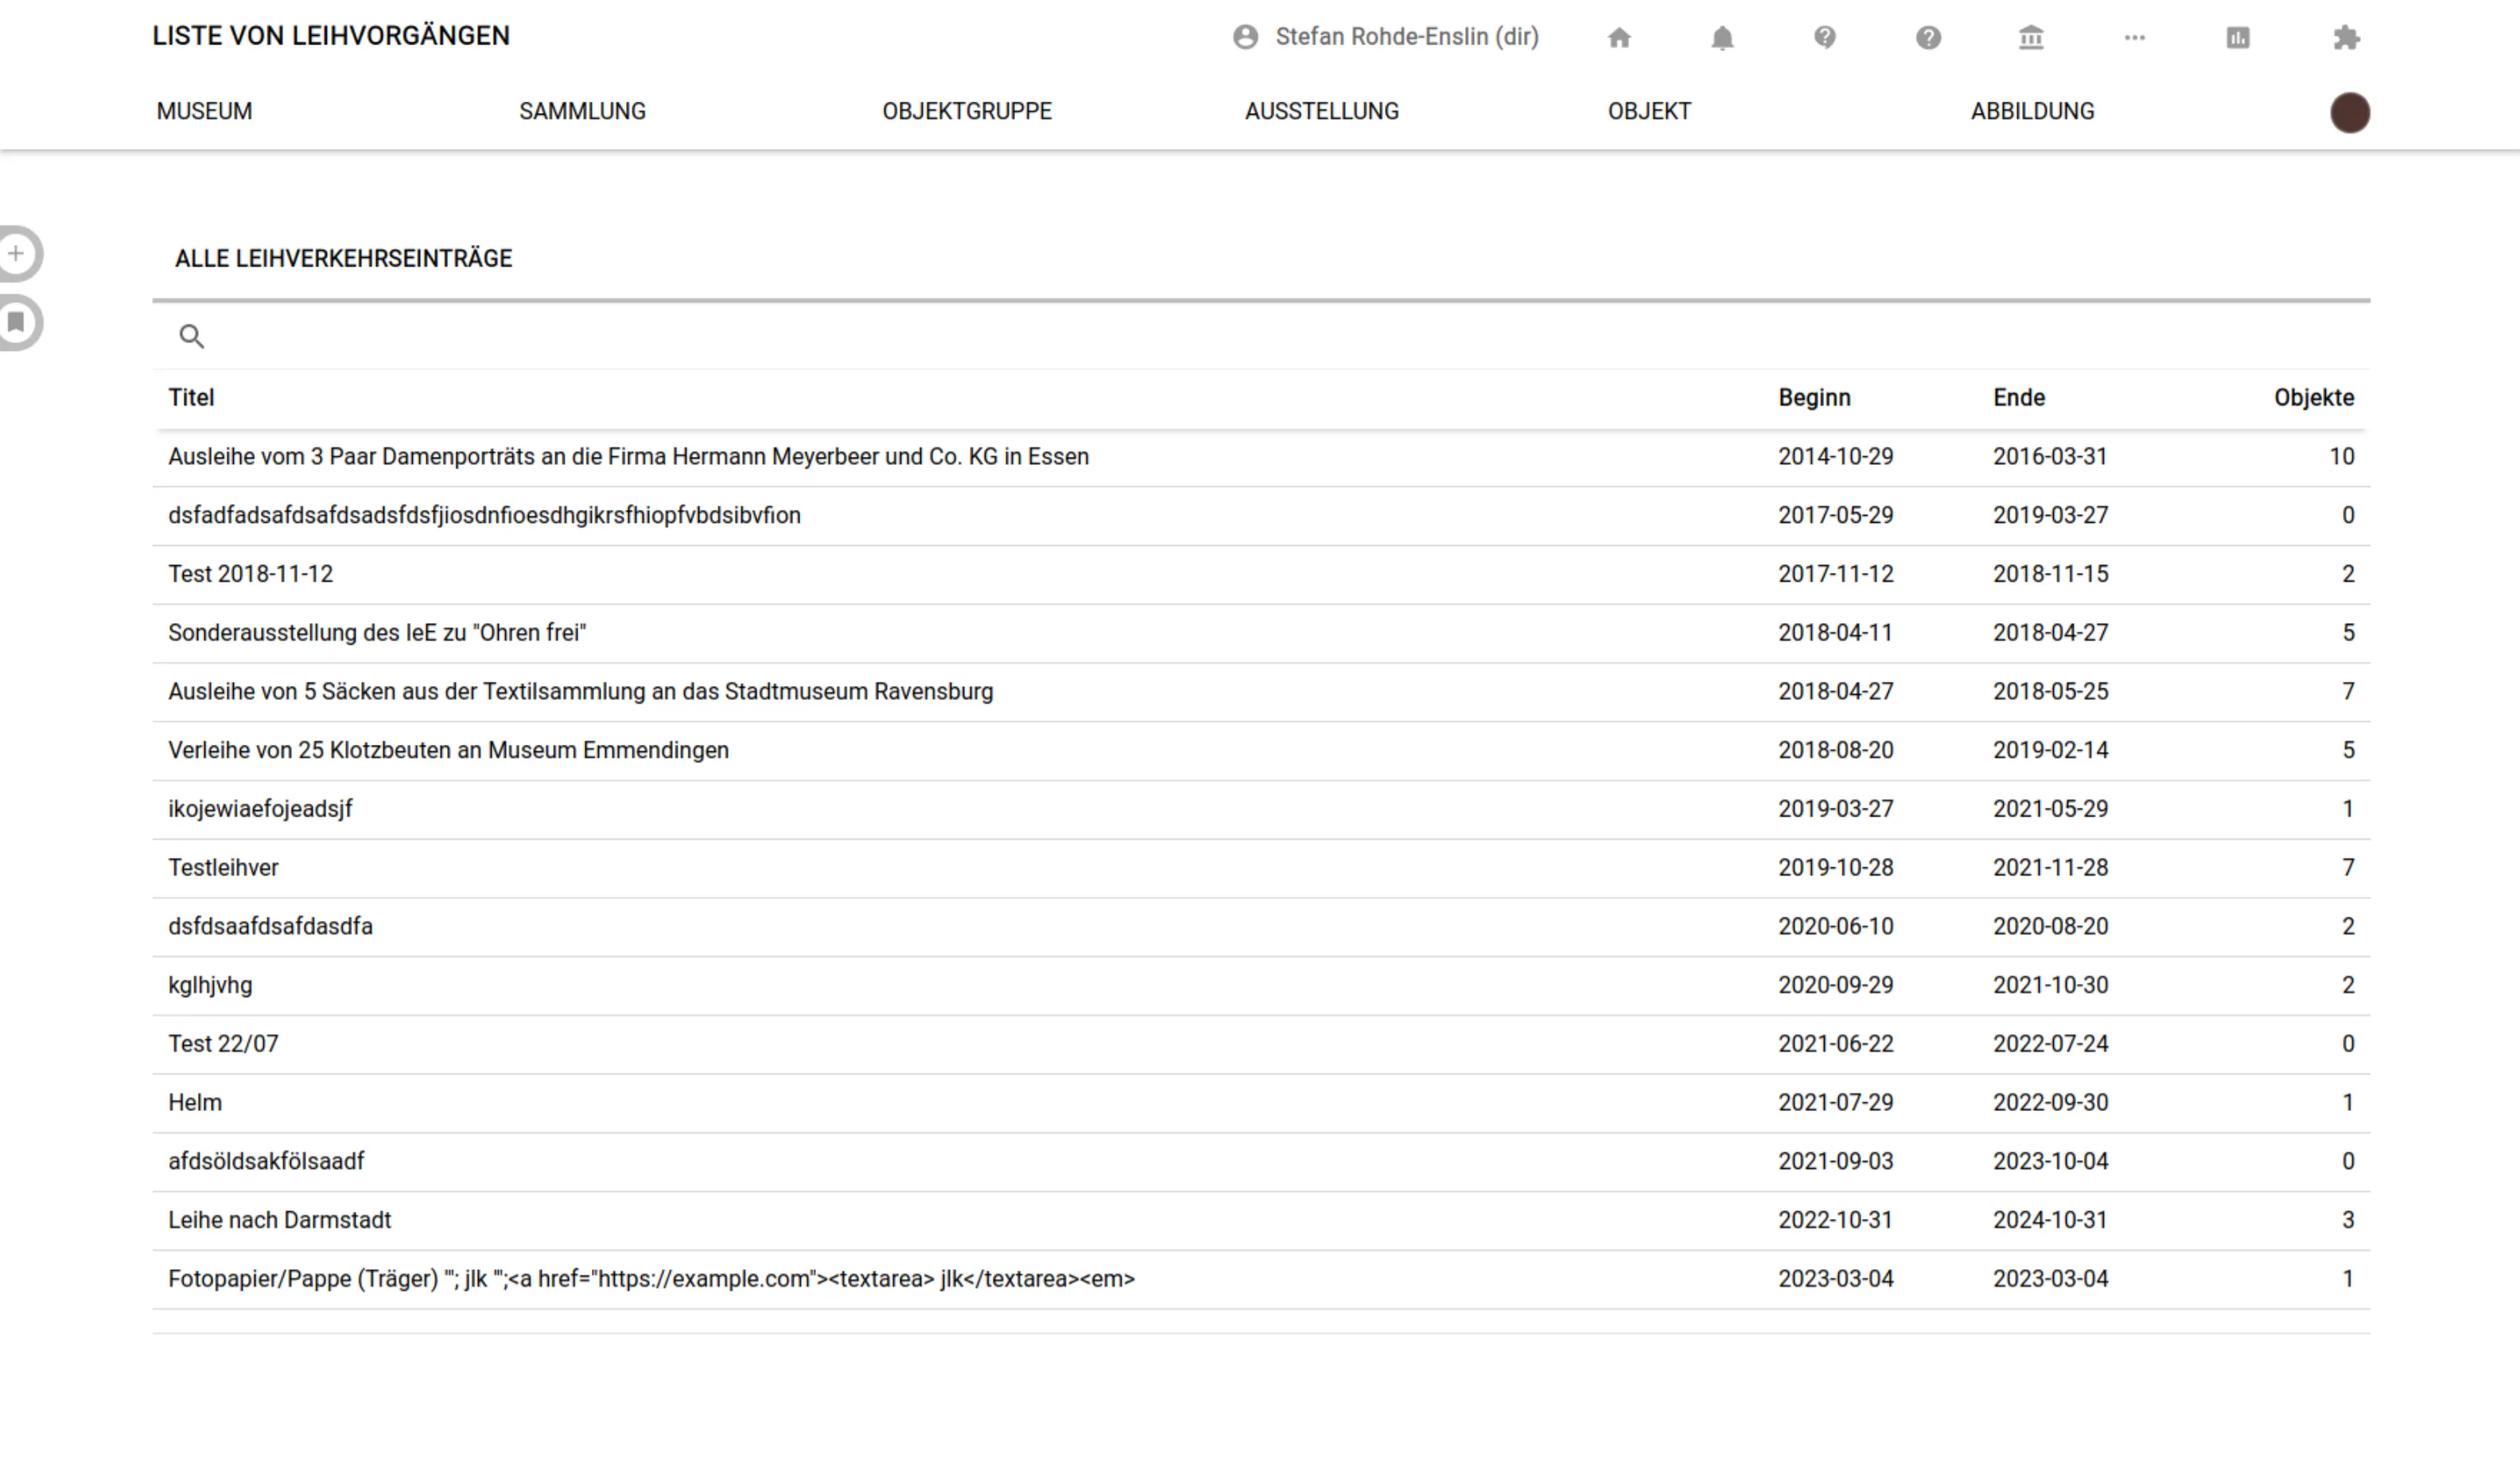 LISTE VON LEIHVORGÄNGEN Stefan Rohde-Enslin (dir)
MUSEUM SAMMLUNG OBJEKTGRUPPE AUSSTELLUNG OBJEKT ABBILDUNG
ALLE LEIHVERKEHRSEINTRÄGE
Titel Beginn Ende Objekte
Ausleihe vom 3 Paar Damenporträts an die Firma Hermann Meyerbeer und Co. KG in Essen 2014-10-29 2016-03-31 10
dsfadfadsafdsafdsadsfdsfjiosdnfioesdhgikrsfhiopfvbdsibvfion 2017-05-29 2019-03-27 0
Test 2018-11-12 2017-11-12 2018-11-15 2
Sonderausstellung des IeE zu "Ohren frei" 2018-04-11 2018-04-27 5
Ausleihe von 5 Säcken aus der Textilsammlung an das Stadtmuseum Ravensburg 2018-04-27 2018-05-25 7
Verleihe von 25 Klotzbeuten an Museum Emmendingen 2018-08-20 2019-02-14 5
ikojewiaefojeadsjf 2019-03-27 2021-05-29 1
Testleihver 2019-10-28 2021-11-28 7
dsfdsaafdsafdasdfa 2020-06-10 2020-08-20 2
kglhjvhg 2020-09-29 2021-10-30 2
Test 22/07 2021-06-22 2022-07-24 0
Helm 2021-07-29 2022-09-30 1
afdsöldsakfölsaadf 2021-09-03 2023-10-04 0
Leihe nach Darmstadt 2022-10-31 2024-10-31 3
Fotopapier/Pappe (Träger) "'; jlk "';<a href="https://example.com"><textarea> jlk</textarea><em> 2023-03-04 2023-03-04 1